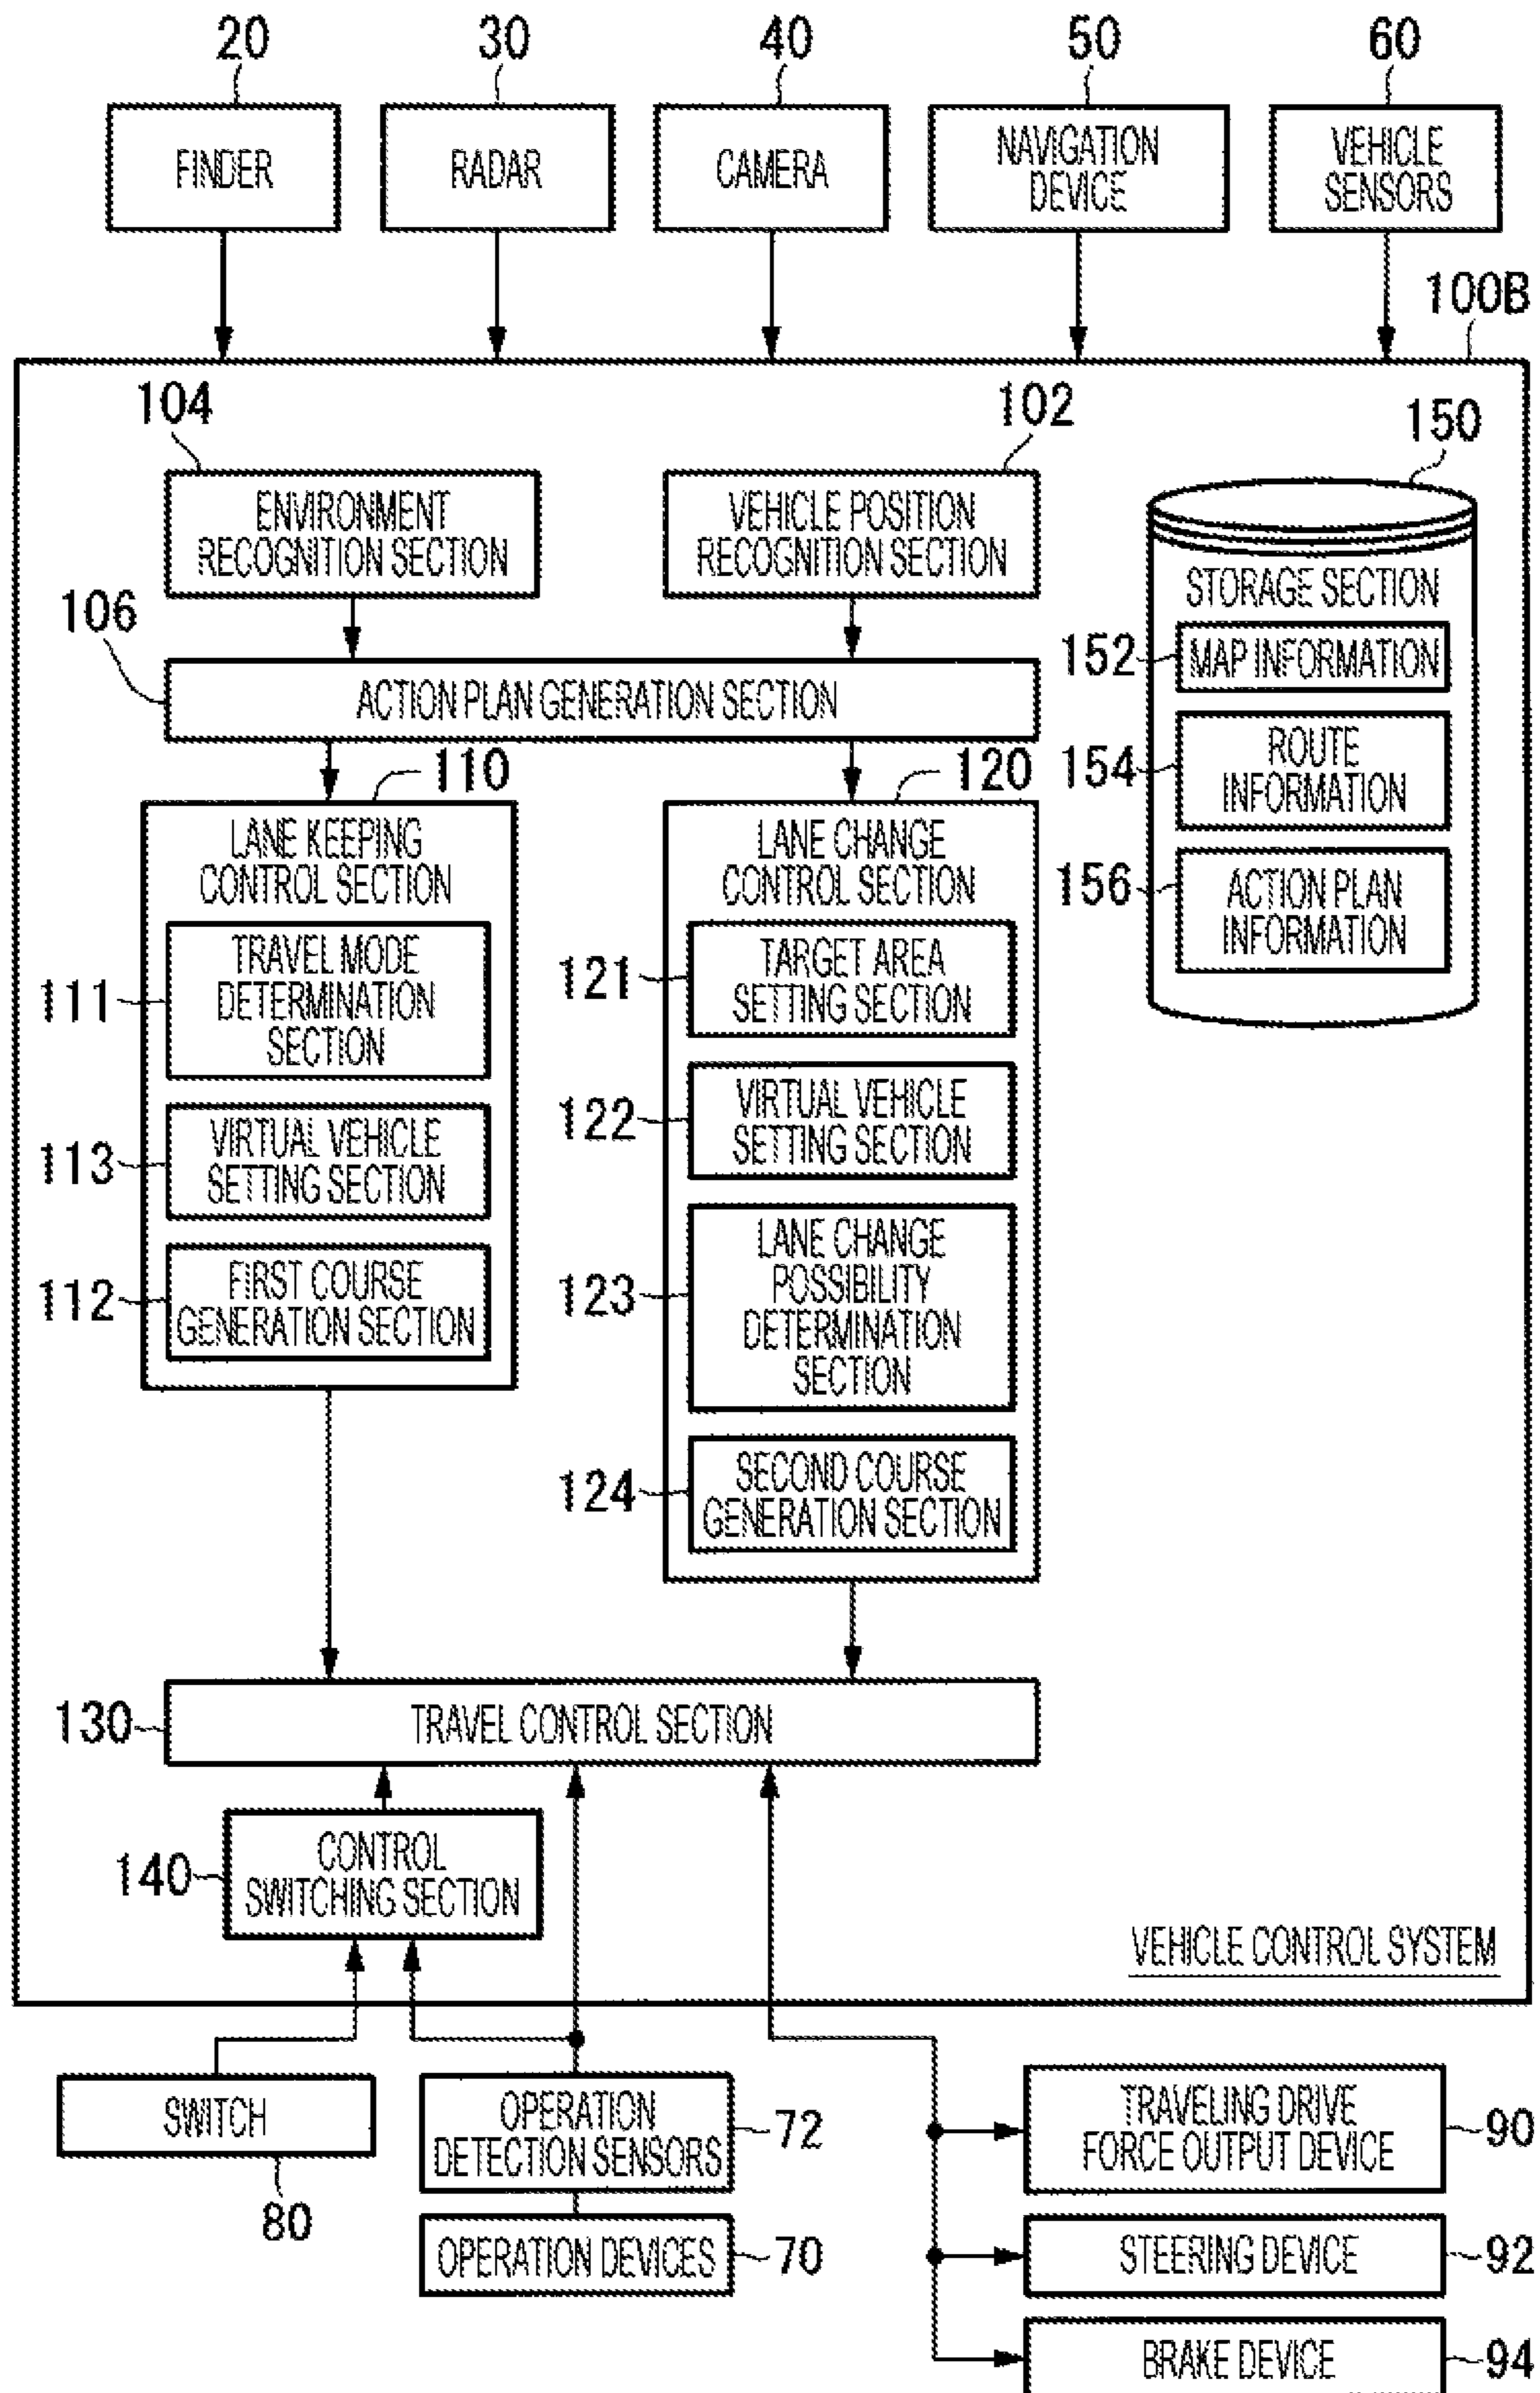 20
30
40
50
60
FINDER
RADAR
CAMERA
NAVIGATION
DEVICE
VEHICLE
SENSORS
100B
104
102
150
ENVIRONMENT
RECOGNITION SECTION
VEHICLE POSITION
RECOGNITION SECTION
STORAGE SECTION
106
ACTION PLAN GENERATION SECTION
152
MAP INFORMATION
154
ROUTE
INFORMATION
156
ACTION PLAN
INFORMATION
110
LANE KEEPING
CONTROL SECTION
111
TRAVEL MODE
DETERMINATION
SECTION
113
VIRTUAL VEHICLE
SETTING SECTION
112
FIRST COURSE
GENERATION SECTION
120
LANE CHANGE
CONTROL SECTION
121
TARGET AREA
SETTING SECTION
122
VIRTUAL VEHICLE
SETTING SECTION
123
LANE CHANGE
POSSIBILITY
DETERMINATION
SECTION
124
SECOND COURSE
GENERATION SECTION
130
TRAVEL CONTROL SECTION
140
CONTROL
SWITCHING SECTION
VEHICLE CONTROL SYSTEM
SWITCH
80
OPERATION
DETECTION SENSORS
72
OPERATION DEVICES
70
TRAVELING DRIVE
FORCE OUTPUT DEVICE
90
STEERING DEVICE
92
BRAKE DEVICE
94